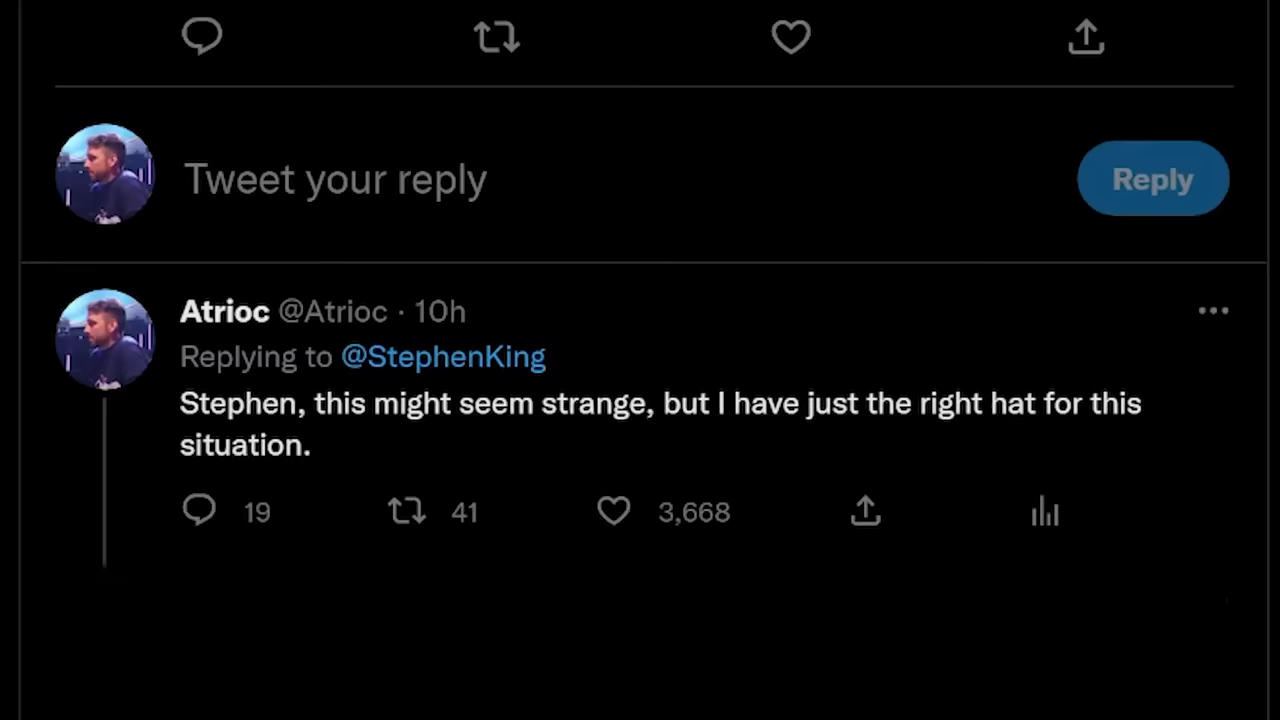 Tweet your reply
Reply
Atrioc @Atrioc · 10h
Replying to @StephenKing
Stephen, this might seem strange, but I have just the right hat for this
situation.
19 41 3,668